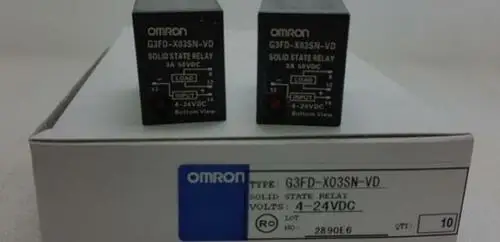 OMRON
G3FD-X03SN-VD
SOLID STATE RELAY
3A 50VDC
LOAD
INPUT
4-24VDC
Bottom View
OMRON
G3FD-X03SN-VD
SOLID STATE RELAY
3A 50VDC
LOAD
INPUT
4-24VDC
Bottom View
OMRON
TYPE: G3FD-X03SN-VD
SOLID STATE RELAY
VOLTS: 4-24VDC
LOT
NO: 2890E6 QTY: 10